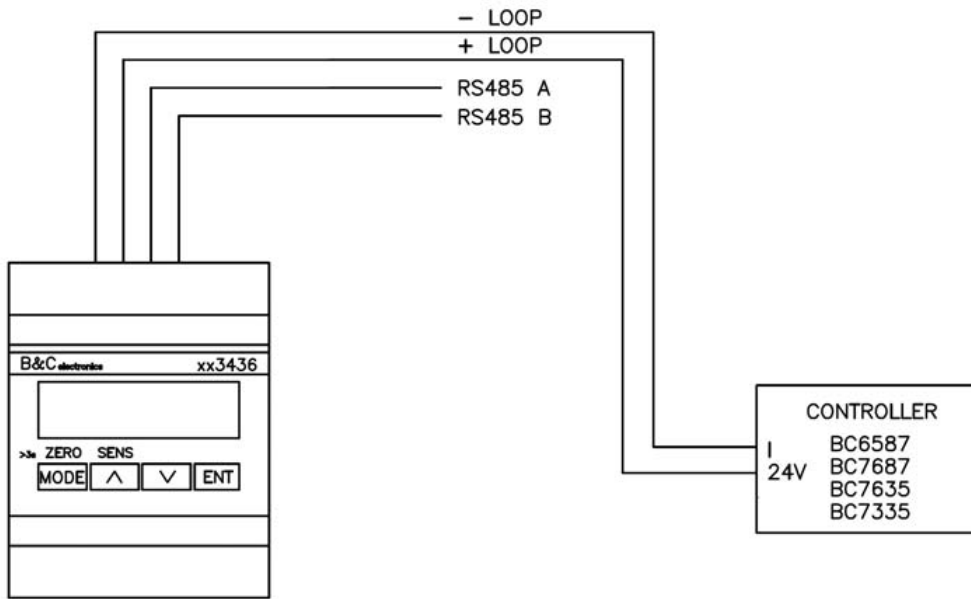 − LOOP
+ LOOP
RS485 A
RS485 B
B&C electronics xx3436
>3s ZERO SENS
MODE ∧ ∨ ENT
CONTROLLER
I BC6587
24V BC7687
BC7635
BC7335